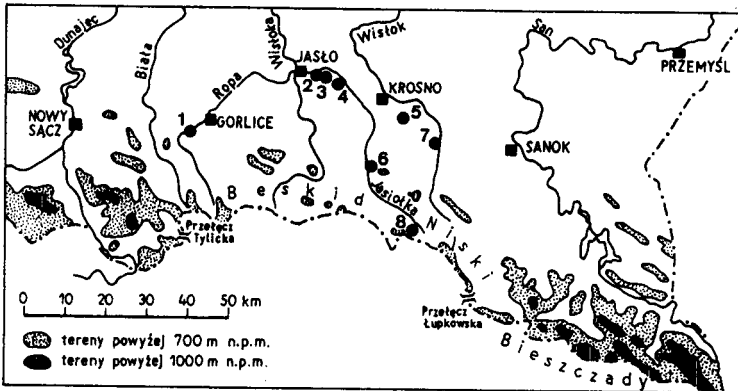 Dunajec
Biała
Wisłoka
Ropa
JASŁO
Wisłok
San
PRZEMYŚL
NOWY
SĄCZ
1
GORLICE
2
3
4
KROSNO
5
6
7
SANOK
Beskid Niski
Jasiołka
8
Przełęcz
Tylicka
Przełęcz
Łupkowska
Bieszczady
0 10 20 30 40 50 km
tereny powyżej 700 m n.p.m.
tereny powyżej 1000 m n.p.m.